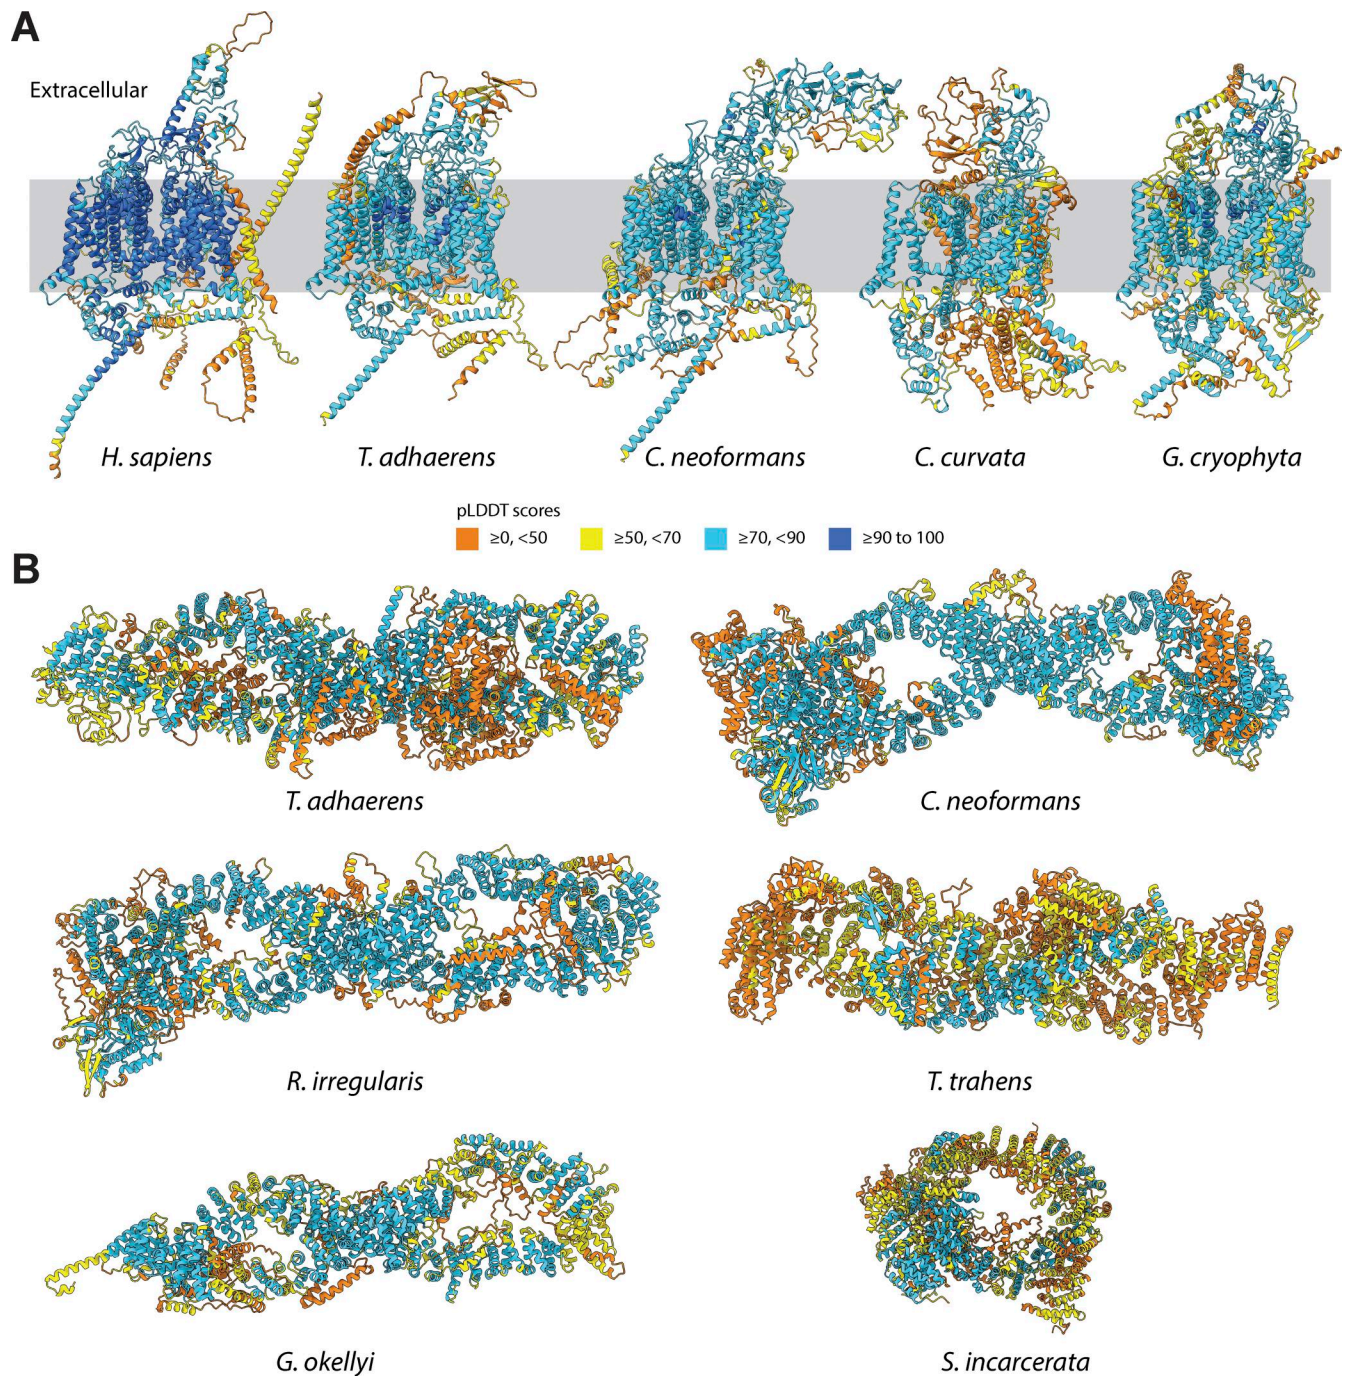 A
Extracellular
H. sapiens
T. adhaerens
C. neoformans
C. curvata
G. cryophyta
pLDDT scores
≥0, <50
≥50, <70
≥70, <90
≥90 to 100
B
T. adhaerens
C. neoformans
R. irregularis
T. trahens
G. okellyi
S. incarcerata